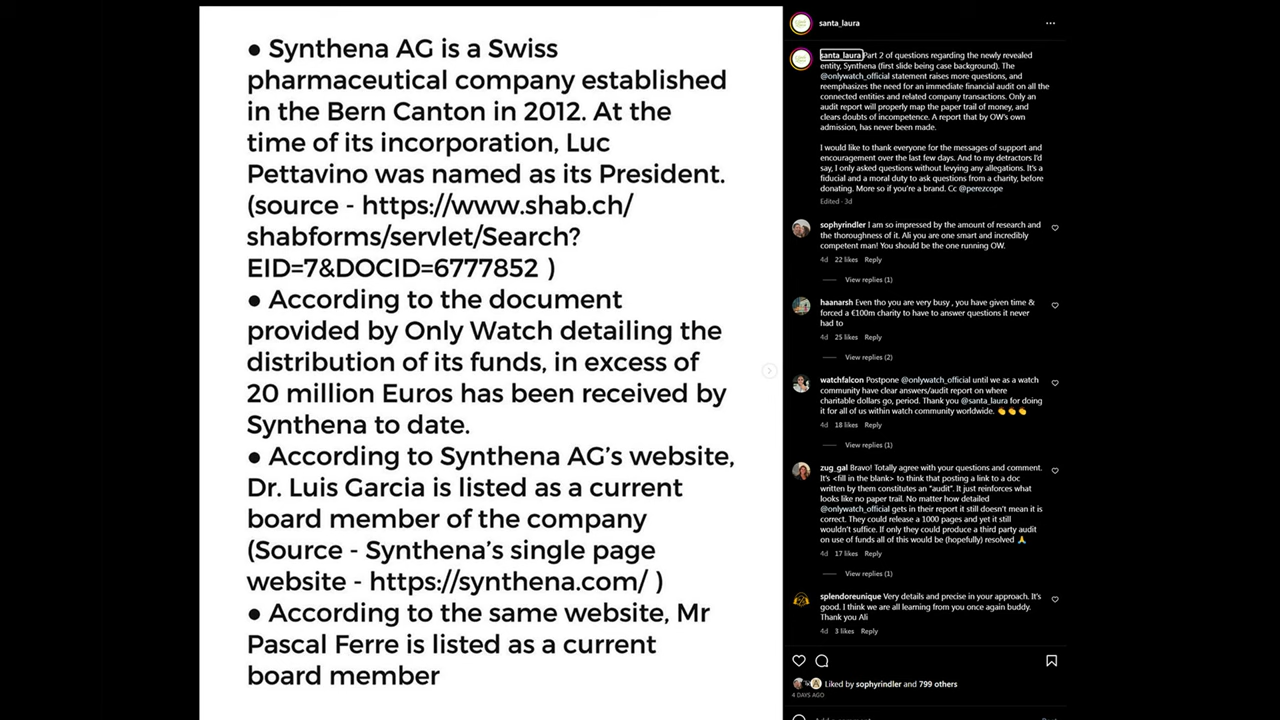 ● Synthena AG is a Swiss
pharmaceutical company established
in the Bern Canton in 2012. At the
time of its incorporation, Luc
Pettavino was named as its President.
(source - https://www.shab.ch/
shabforms/servlet/Search?
EID=7&DOCID=6777852 )
● According to the document
provided by Only Watch detailing the
distribution of its funds, in excess of
20 million Euros has been received by
Synthena to date.
● According to Synthena AG’s website,
Dr. Luis Garcia is listed as a current
board member of the company
(Source - Synthena’s single page
website - https://synthena.com/ )
● According to the same website, Mr
Pascal Ferre is listed as a current
board member
santa_laura
santa_laura Part 2 of questions regarding the newly revealed
entity, Synthena (first slide being case background). The
@onlywatch_official statement raises more questions, and
reemphasizes the need for an immediate financial audit on all the
connected entities and related company transactions. Only an
audit report will properly map the paper trail of money, and
clears doubts of incompetence. A report that by OW's own
admission, has never been made.
I would like to thank everyone for the messages of support and
encouragement over the last few days. And to my detractors I'd
say, I only asked questions without levying any allegations. It's a
fiducial and a moral duty to ask questions from a charity, before
donating. More so if you're a brand. Cc @perezcope
Edited · 3d
sophyrindler I am so impressed by the amount of research and
the thoroughness of it. Ali you are one smart and incredibly
competent man! You should be the one running OW.
4d 22 likes Reply
View replies (1)
haanarsh Even tho you are very busy , you have given time &
forced a €100m charity to have to answer questions it never
had to
4d 25 likes Reply
View replies (2)
watchfalcon Postpone @onlywatch_official until we as a watch
community have clear answers/audit report on where
charitable dollars go, period. Thank you @santa_laura for doing
it for all of us within watch community worldwide. 👏👏👏
4d 18 likes Reply
View replies (1)
zug_gal Bravo! Totally agree with your questions and comment.
It's <fill in the blank> to think that posting a link to a doc
written by them constitutes an "audit". It just reinforces what
looks like no paper trail. No matter how detailed
@onlywatch_official gets in their report it still doesn't mean it is
correct. They could release a 1000 pages and yet it still
wouldn't suffice. If only they could produce a third party audit
on use of funds all of this would be (hopefully) resolved 🙏
4d 17 likes Reply
View replies (1)
splendoreunique Very details and precise in your approach. It's
good. I think we are all learning from you once again buddy.
Thank you Ali
4d 3 likes Reply
Liked by sophyrindler and 799 others
4 DAYS AGO